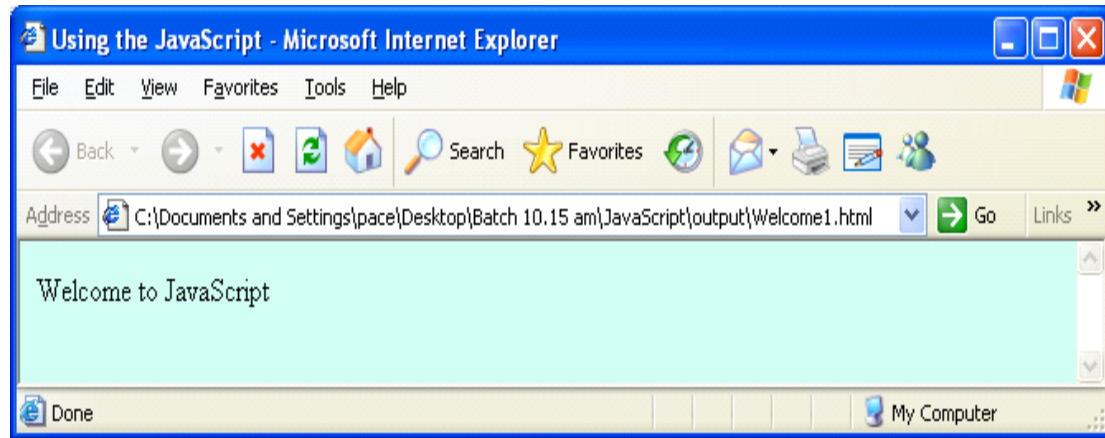 Using the JavaScript - Microsoft Internet Explorer
File Edit View Favorites Tools Help
Back Search Favorites
Address C:\Documents and Settings\pace\Desktop\Batch 10.15 am\JavaScript\output\Welcome1.html Go Links »
Welcome to JavaScript
Done My Computer